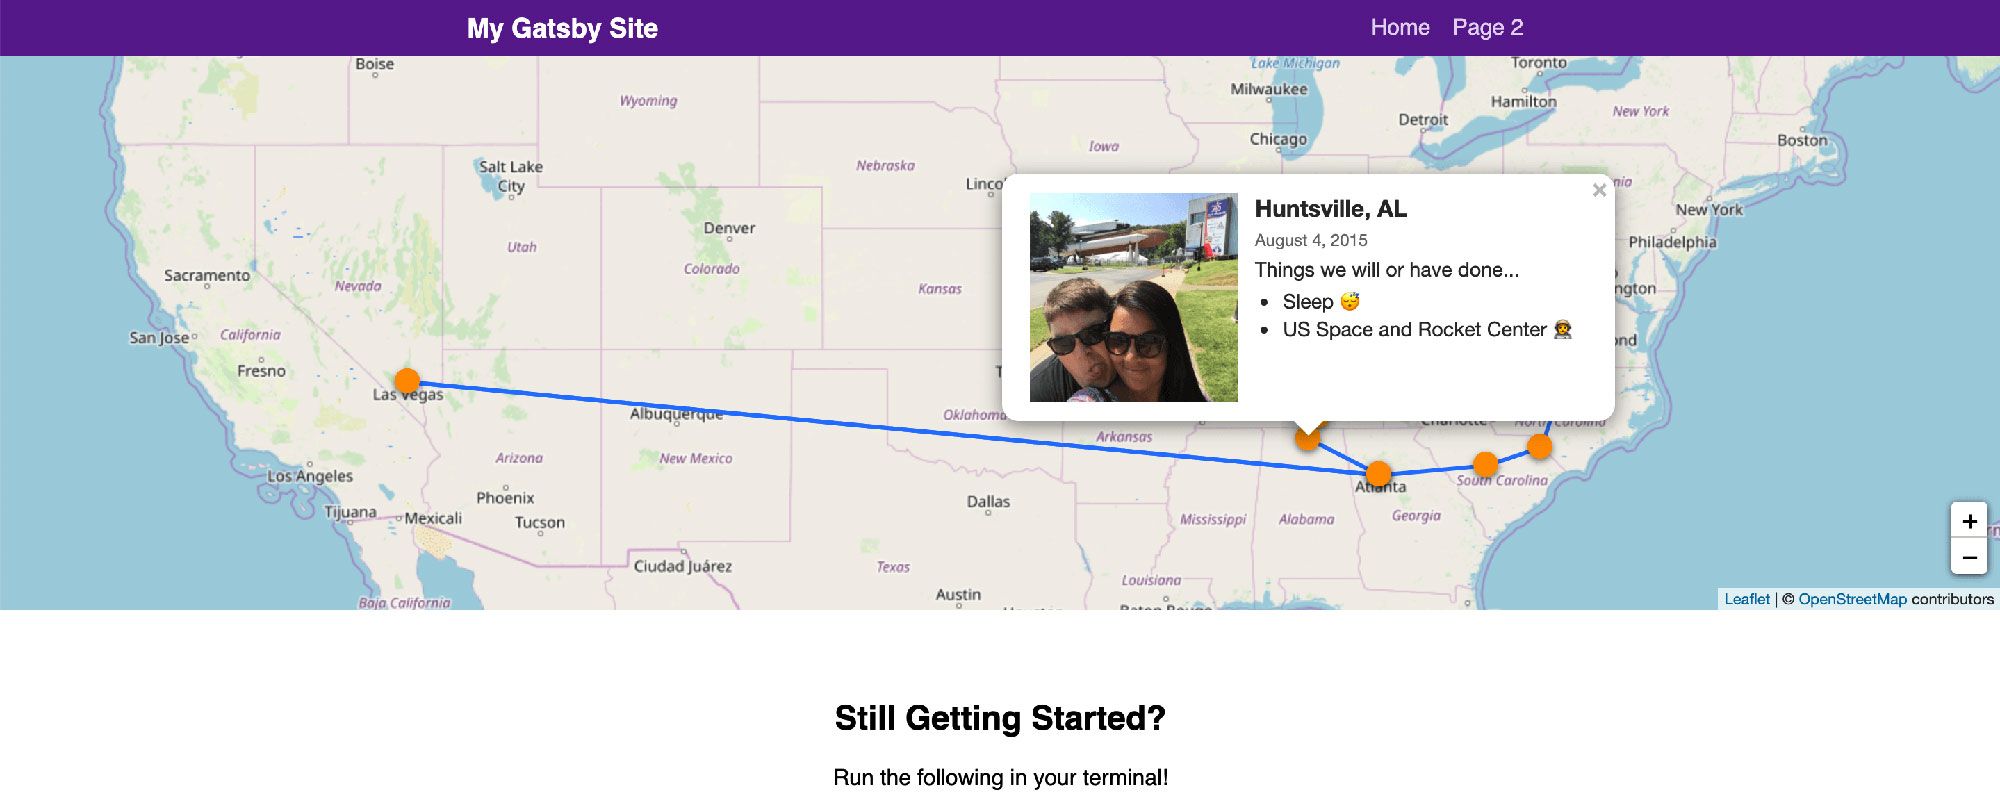 My Gatsby Site
Home
Page 2
Boise
Wyoming
Lake Michigan
Toronto
Milwaukee
Hamilton
New York
Detroit
Chicago
Boston
Iowa
Nebraska
Salt Lake
City
New York
Denver
Philadelphia
Utah
Colorado
Sacramento
Nevada
Kansas
California
San Jose
Fresno
Las Vegas
Albuquerque
Huntsville, AL
×
August 4, 2015
Things we will or have done...
• Sleep 😴
• US Space and Rocket Center 👩‍🚀
Arkansas
Arizona
New Mexico
Los Angeles
Atlanta
South Carolina
Phoenix
Dallas
Tijuana
Mexicali
Tucson
Mississippi
Alabama
Georgia
+
−
Ciudad Juárez
Texas
Louisiana
Austin
Baja California
Leaflet | © OpenStreetMap contributors
Still Getting Started?
Run the following in your terminal!